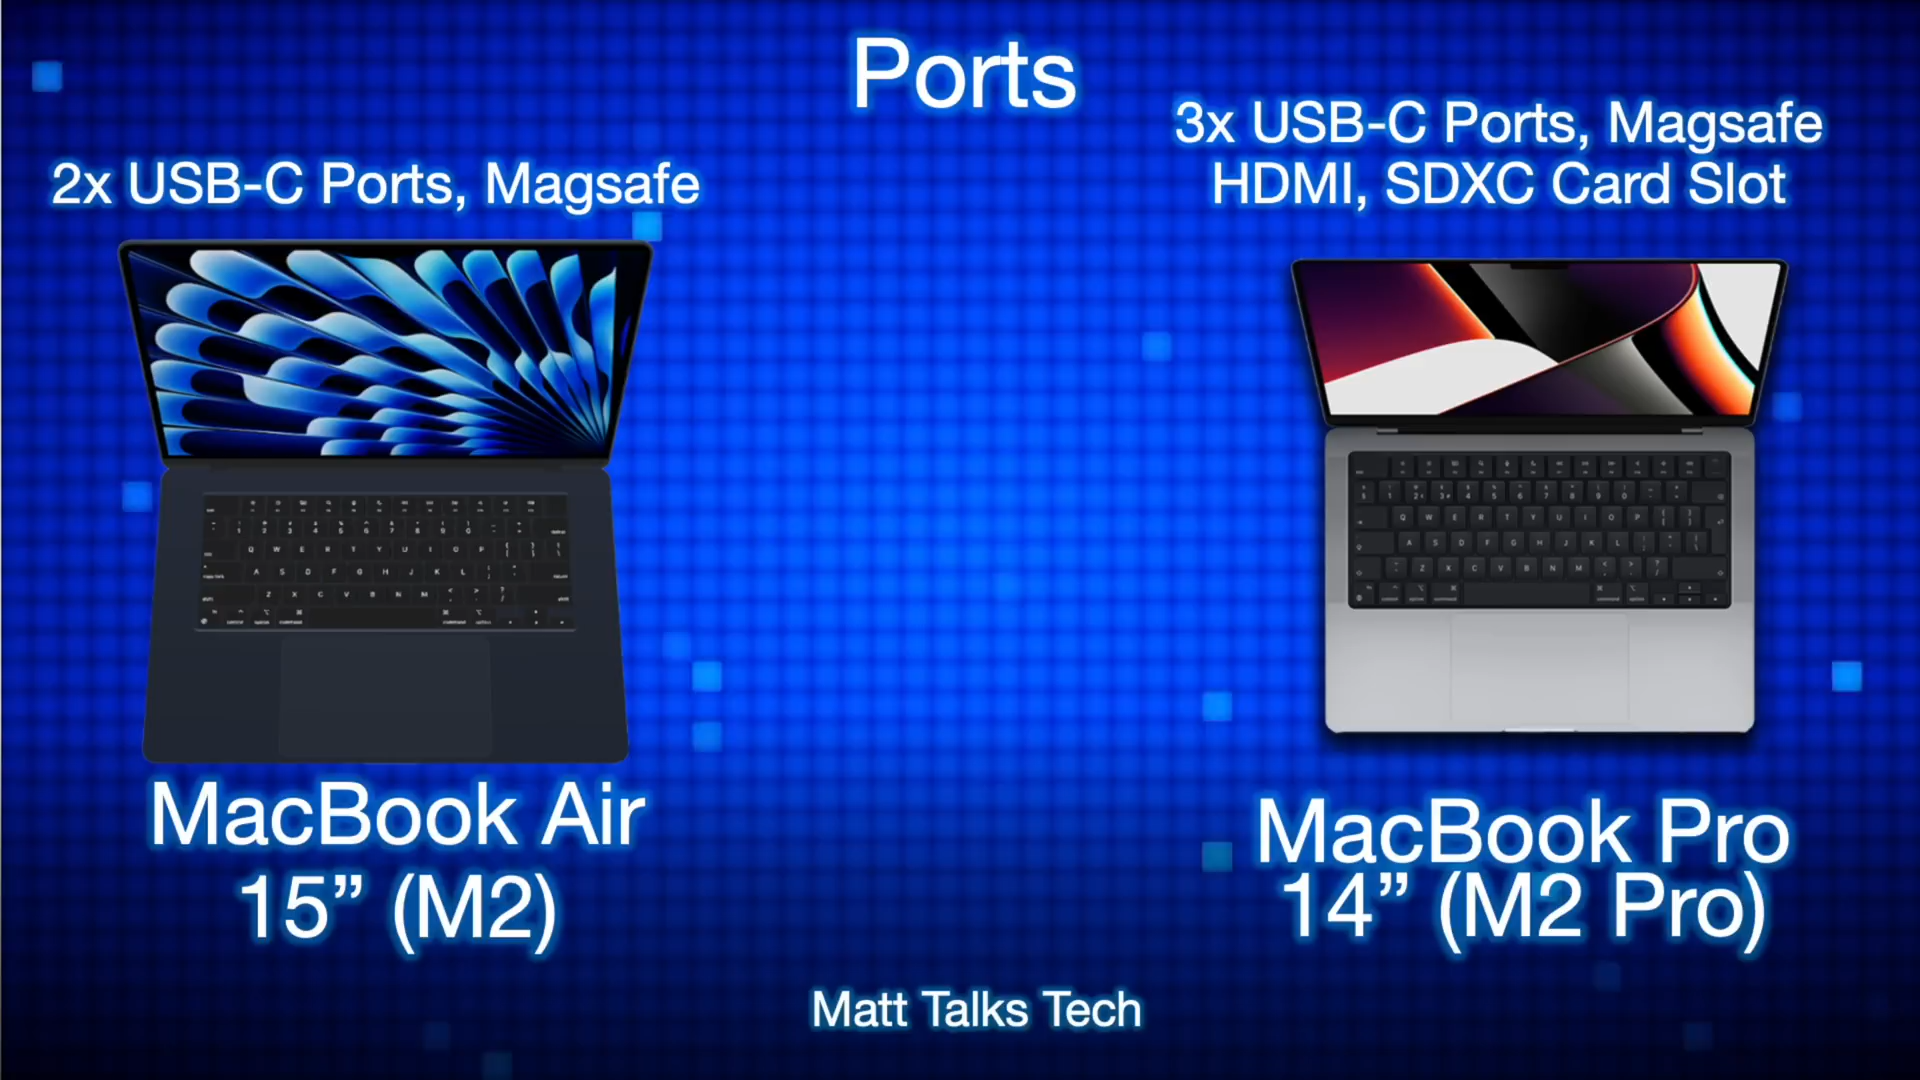 Ports
2x USB-C Ports, Magsafe
3x USB-C Ports, Magsafe
HDMI, SDXC Card Slot
MacBook Air
15” (M2)
MacBook Pro
14” (M2 Pro)
Matt Talks Tech